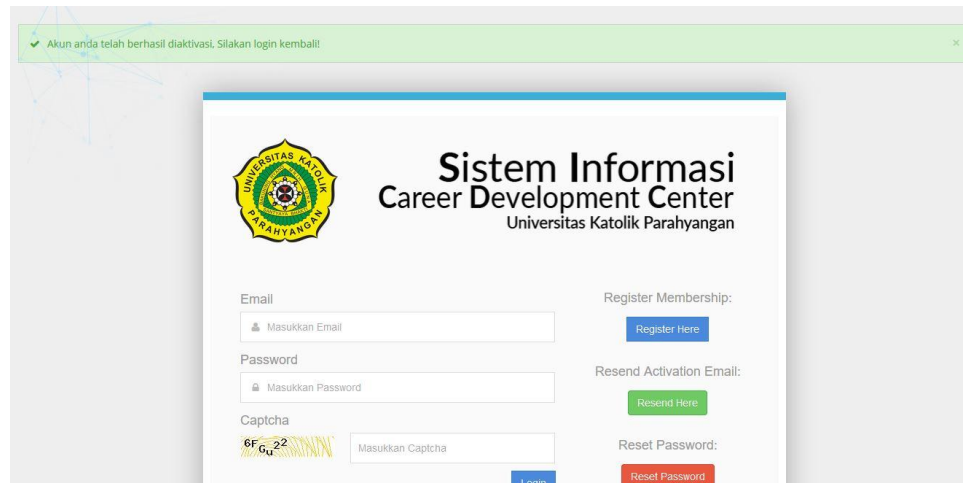 Akun anda telah berhasil diaktivasi, Silakan login kembali!
×
UNIVERSITAS KATOLIK
PARAHYANGAN
Sistem Informasi
Career Development Center
Universitas Katolik Parahyangan
Email
Masukkan Email
Password
Masukkan Password
Captcha
6FGu22
Masukkan Captcha
Login
Register Membership:
Register Here
Resend Activation Email:
Resend Here
Reset Password:
Reset Password